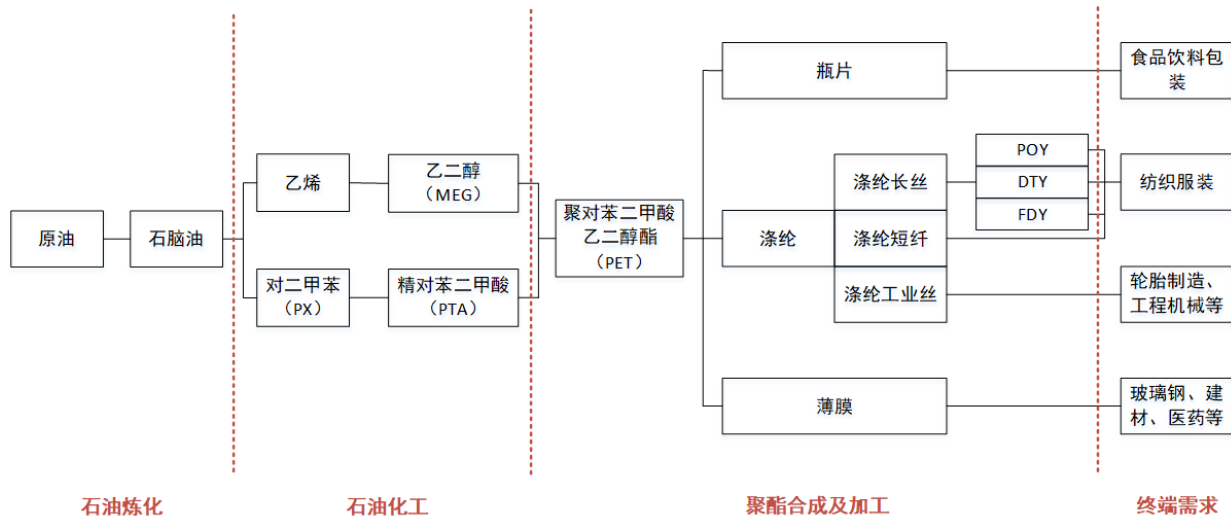 原油
石脑油
乙烯
乙二醇
（MEG）
对二甲苯
（PX）
精对苯二甲酸
（PTA）
聚对苯二甲酸
乙二醇酯
（PET）
瓶片
涤纶
涤纶长丝
涤纶短纤
涤纶工业丝
POY
DTY
FDY
薄膜
食品饮料包
装
纺织服装
轮胎制造、
工程机械等
玻璃钢、建
材、医药等
石油炼化
石油化工
聚酯合成及加工
终端需求